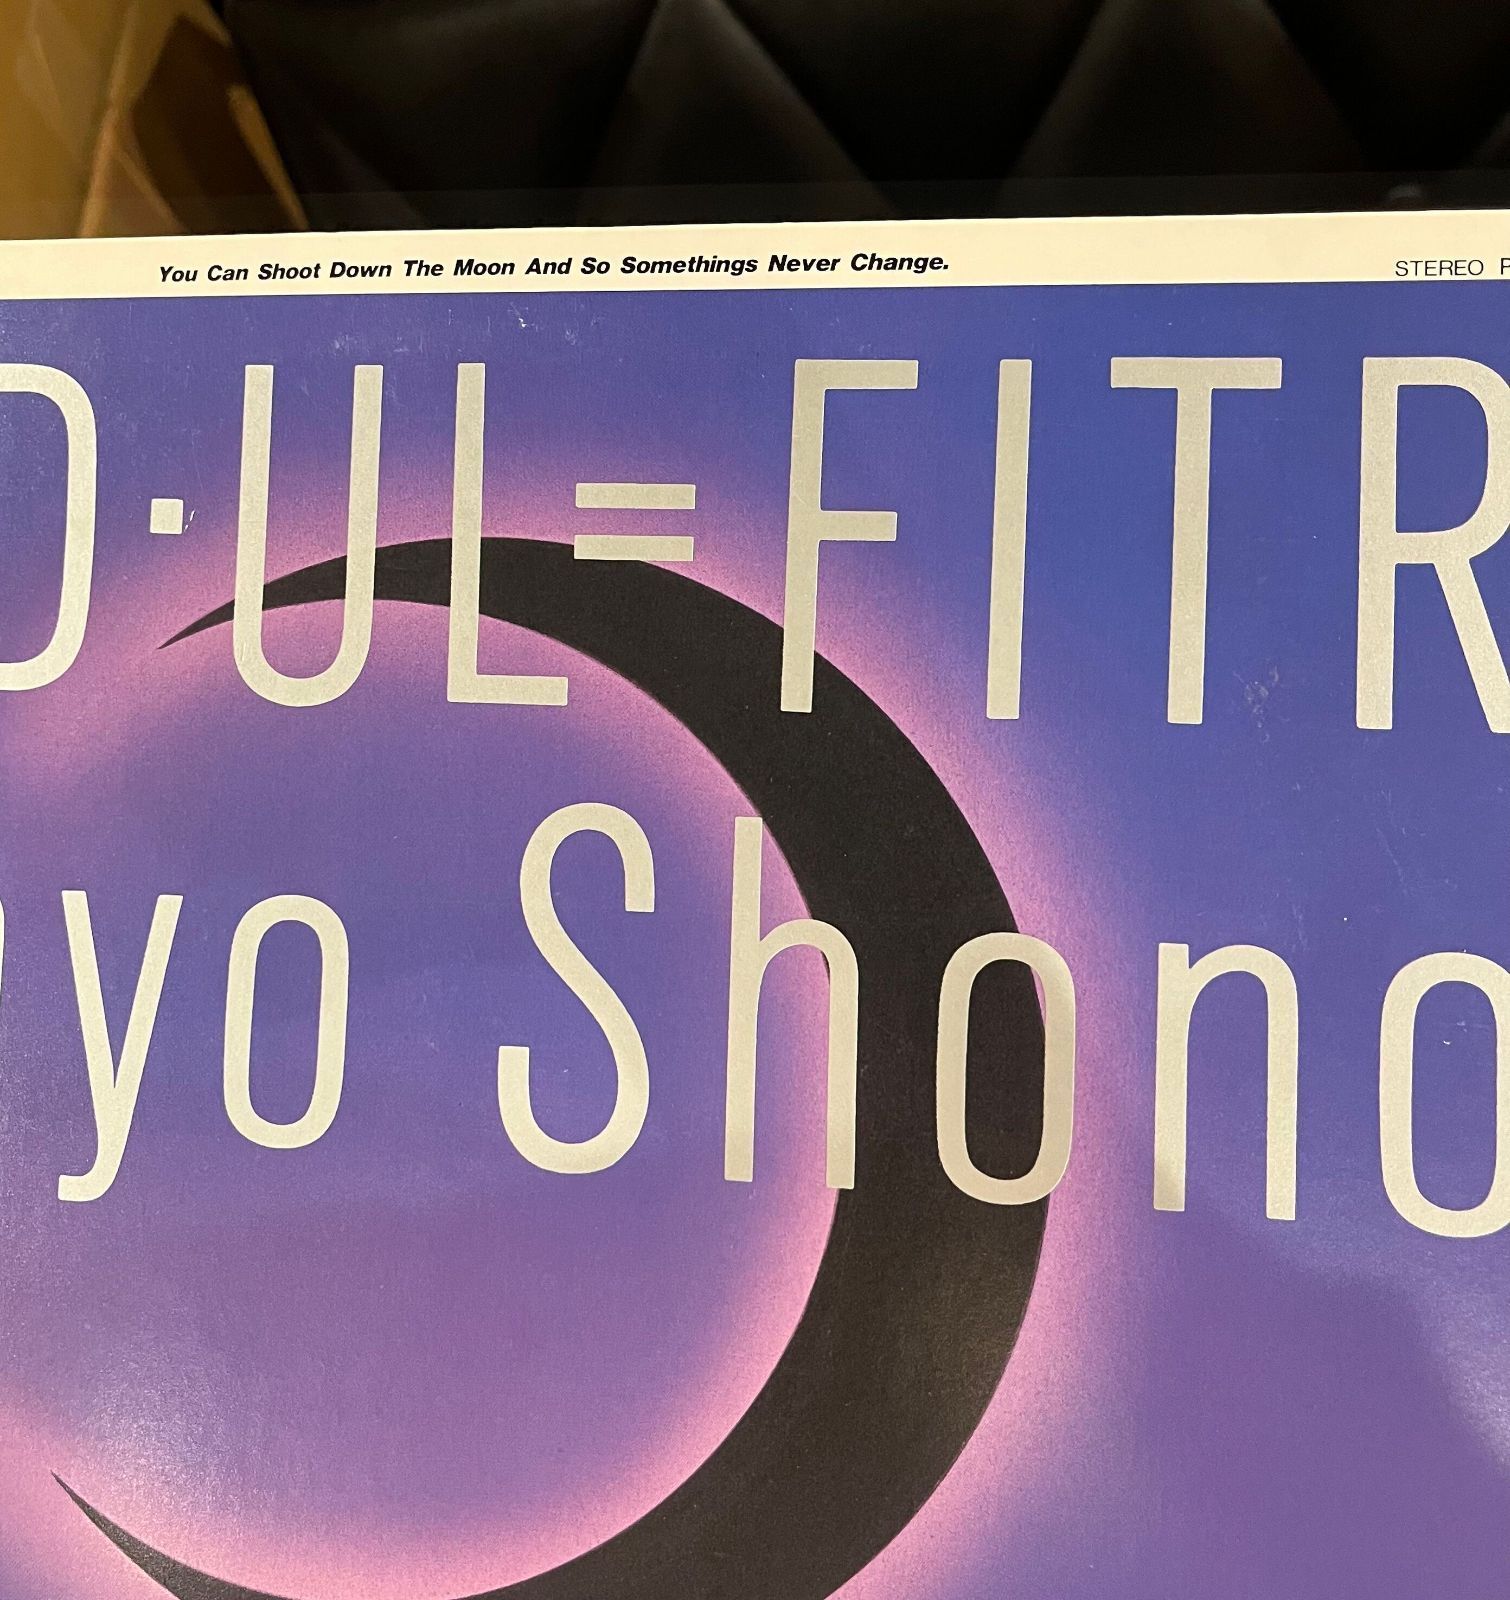 You Can Shoot Down The Moon And So Somethings Never Change.
STEREO P
D·UL=FITR
yo Shono